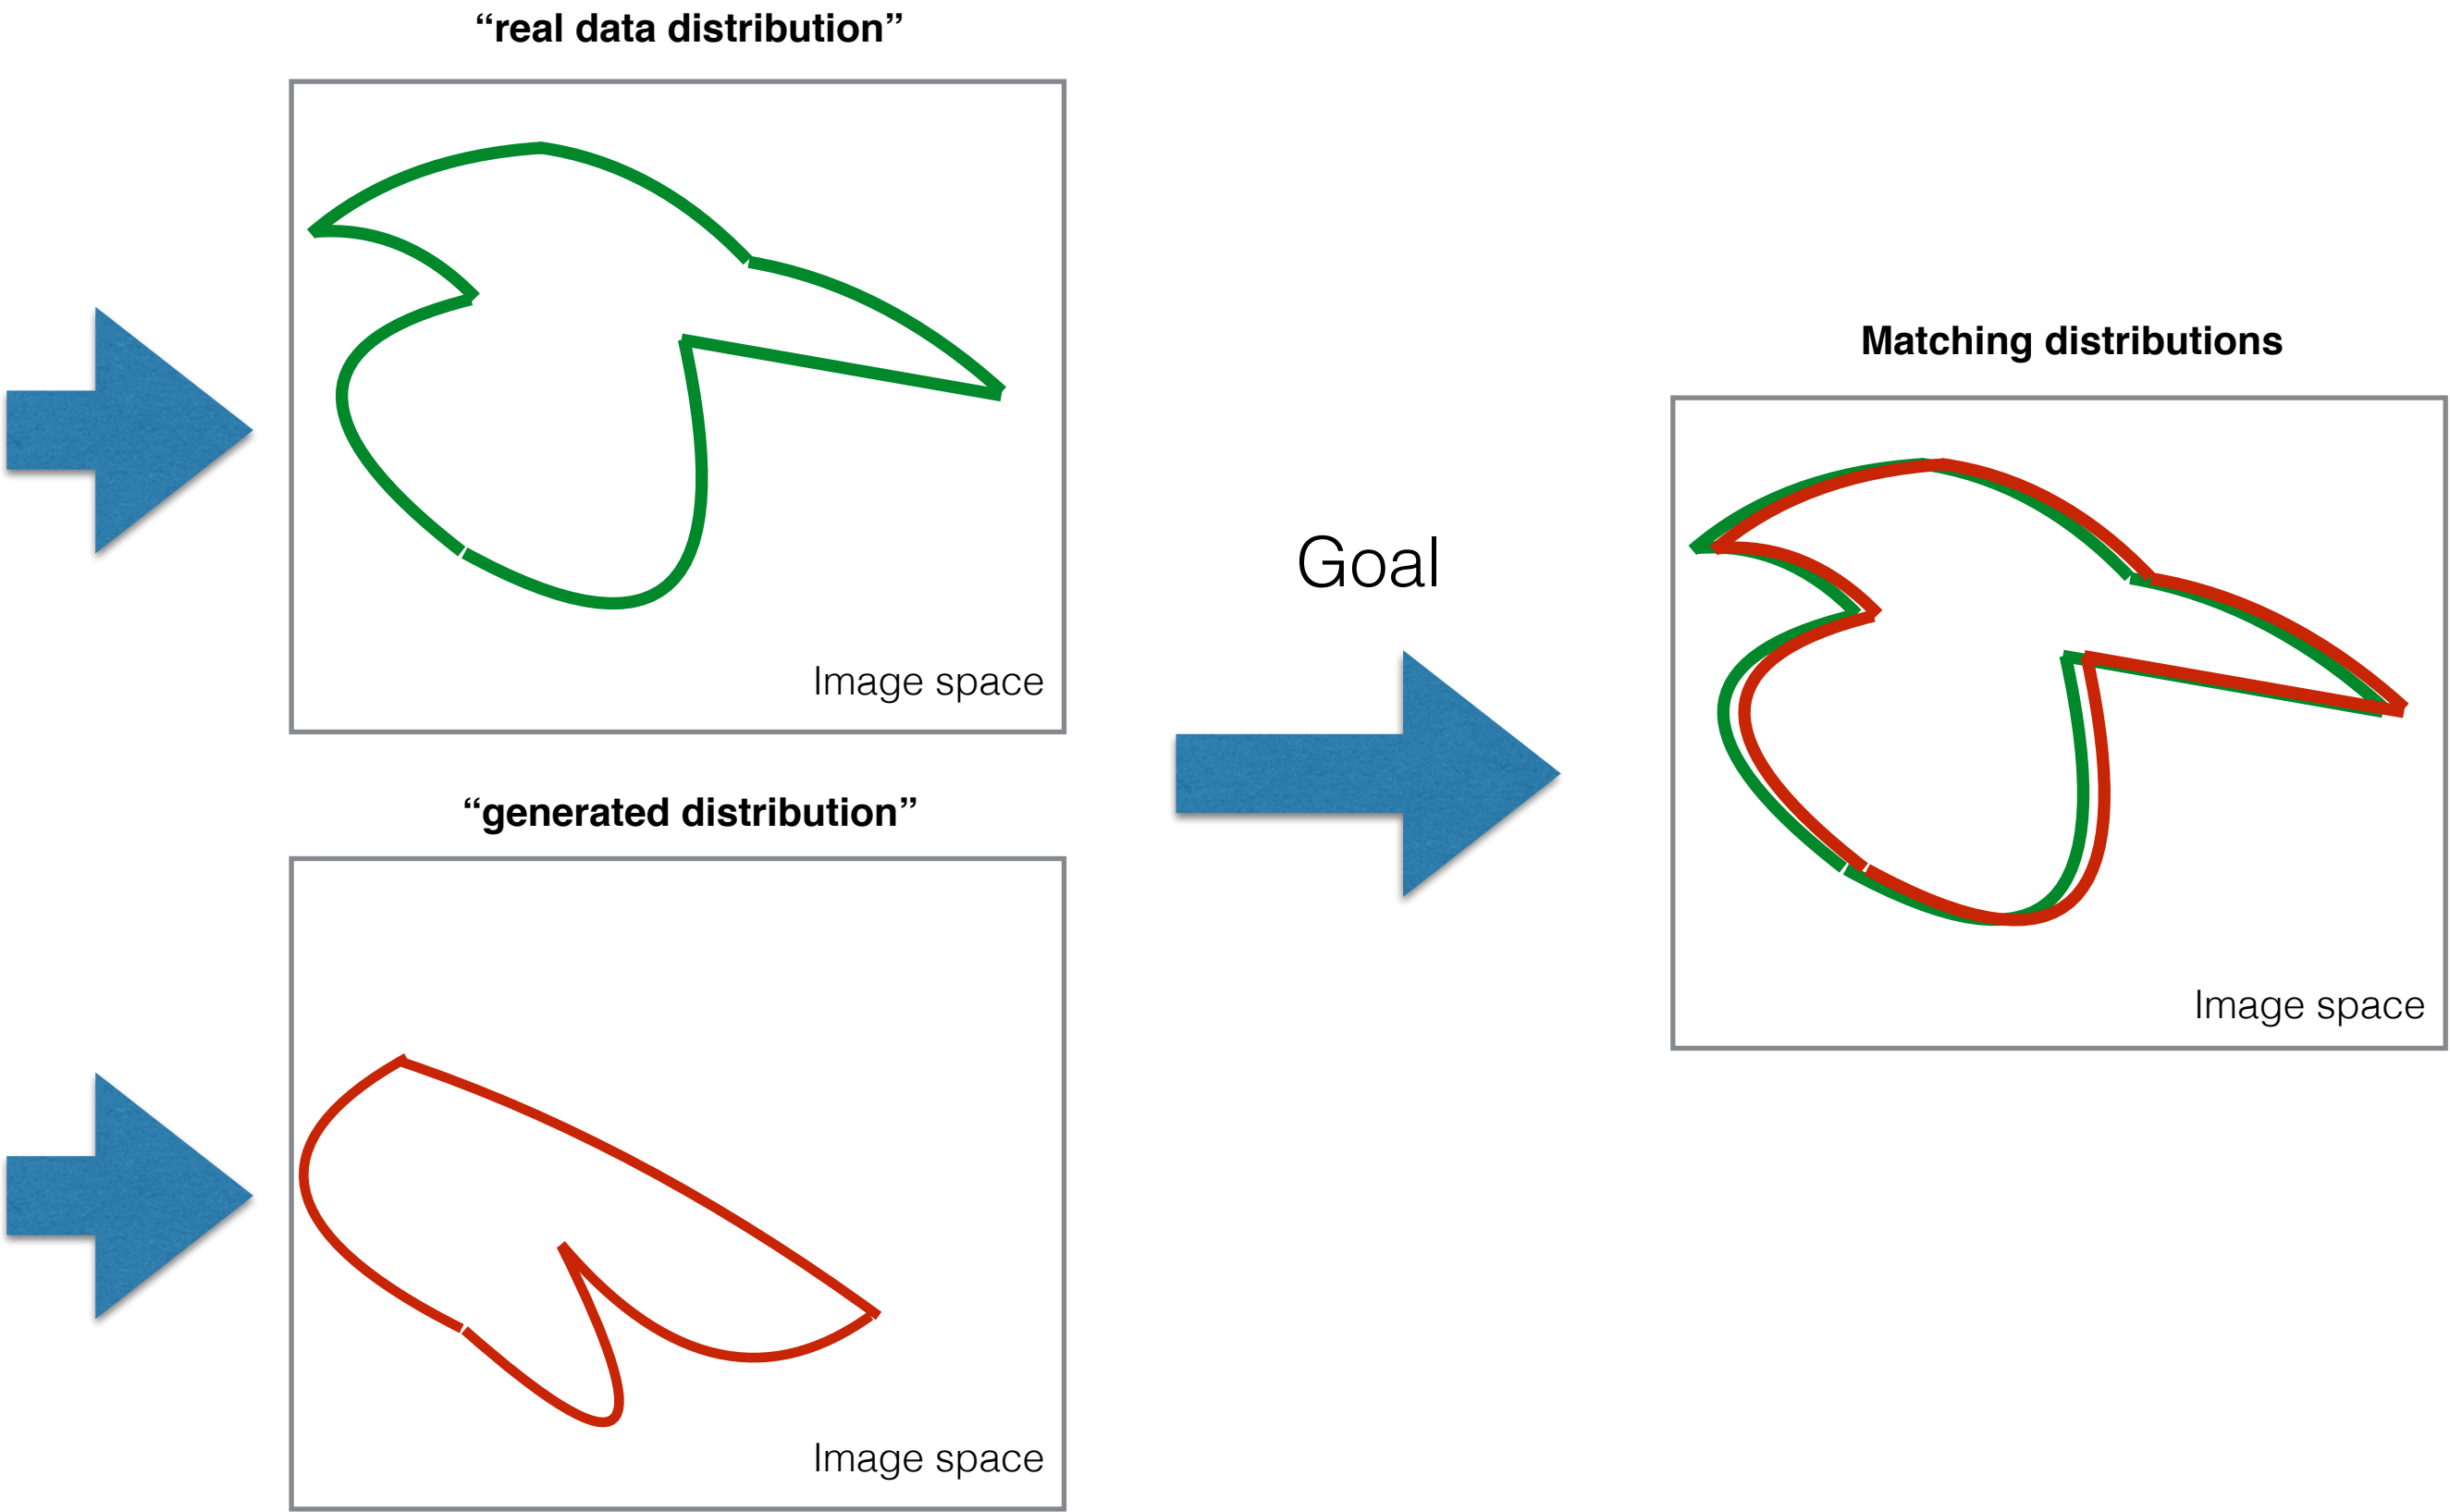 “real data distribution”
Image space
“generated distribution”
Image space
Goal
Matching distributions
Image space